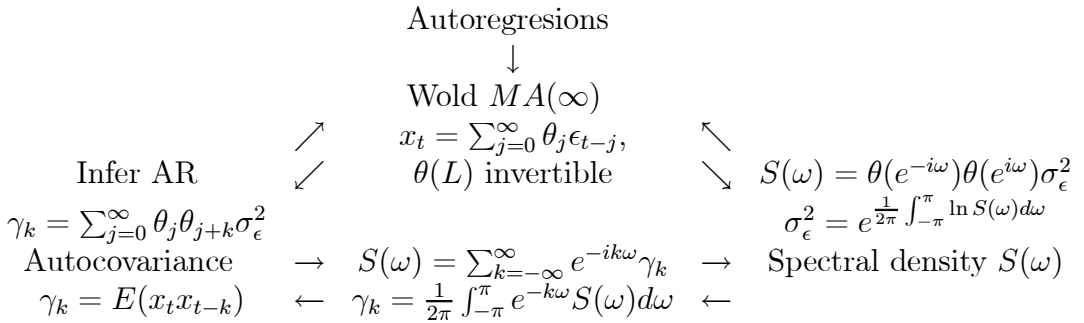 Autoregresions
↓
Wold MA(∞)
↗ x_t = ∑_{j=0}^{∞} θ_j ϵ_{t−j}, ↖
Infer AR ↙ θ(L) invertible ↘ S(ω) = θ(e^{−iω})θ(e^{iω})σ_ϵ^2
γ_k = ∑_{j=0}^{∞} θ_j θ_{j+k} σ_ϵ^2 σ_ϵ^2 = e^{\frac{1}{2π} ∫_{−π}^{π} ln S(ω)dω}
Autocovariance → S(ω) = ∑_{k=−∞}^{∞} e^{−ikω} γ_k → Spectral density S(ω)
γ_k = E(x_t x_{t−k}) ← γ_k = \frac{1}{2π} ∫_{−π}^{π} e^{−kω} S(ω)dω ←